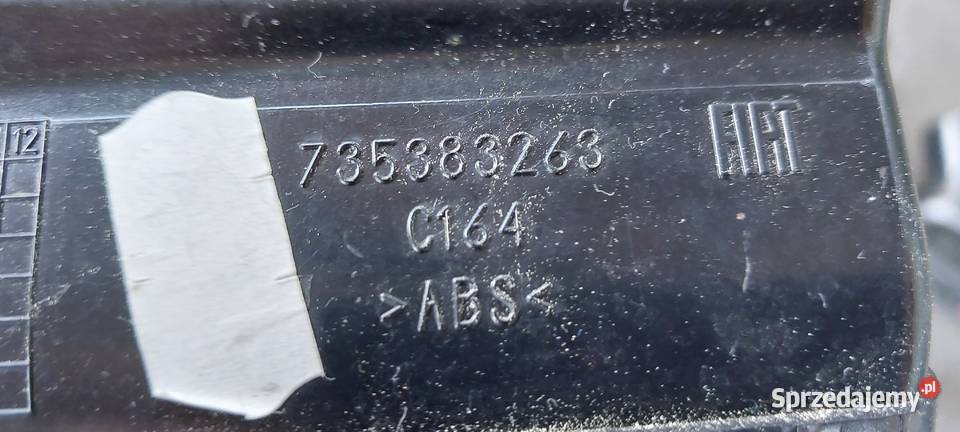 12
735383263
FIAT
C164
>ABS<
Sprzedajemy.pl